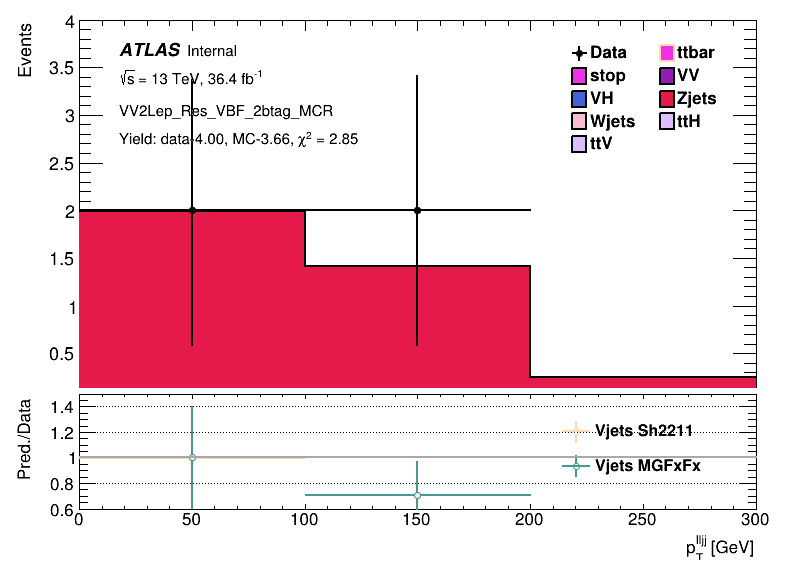 Events
4
3.5
3
2.5
2
1.5
1
0.5
ATLAS Internal
√s = 13 TeV, 36.4 fb⁻¹
VV2Lep_Res_VBF_2btag_MCR
Yield: data-4.00, MC-3.66, χ² = 2.85
Data
ttbar
stop
VV
VH
Zjets
Wjets
ttH
ttV
Pred./Data
1.4
1.2
1
0.8
0.6
Vjets Sh2211
Vjets MGFxFx
0 50 100 150 200 250 300
p_T^lljj [GeV]